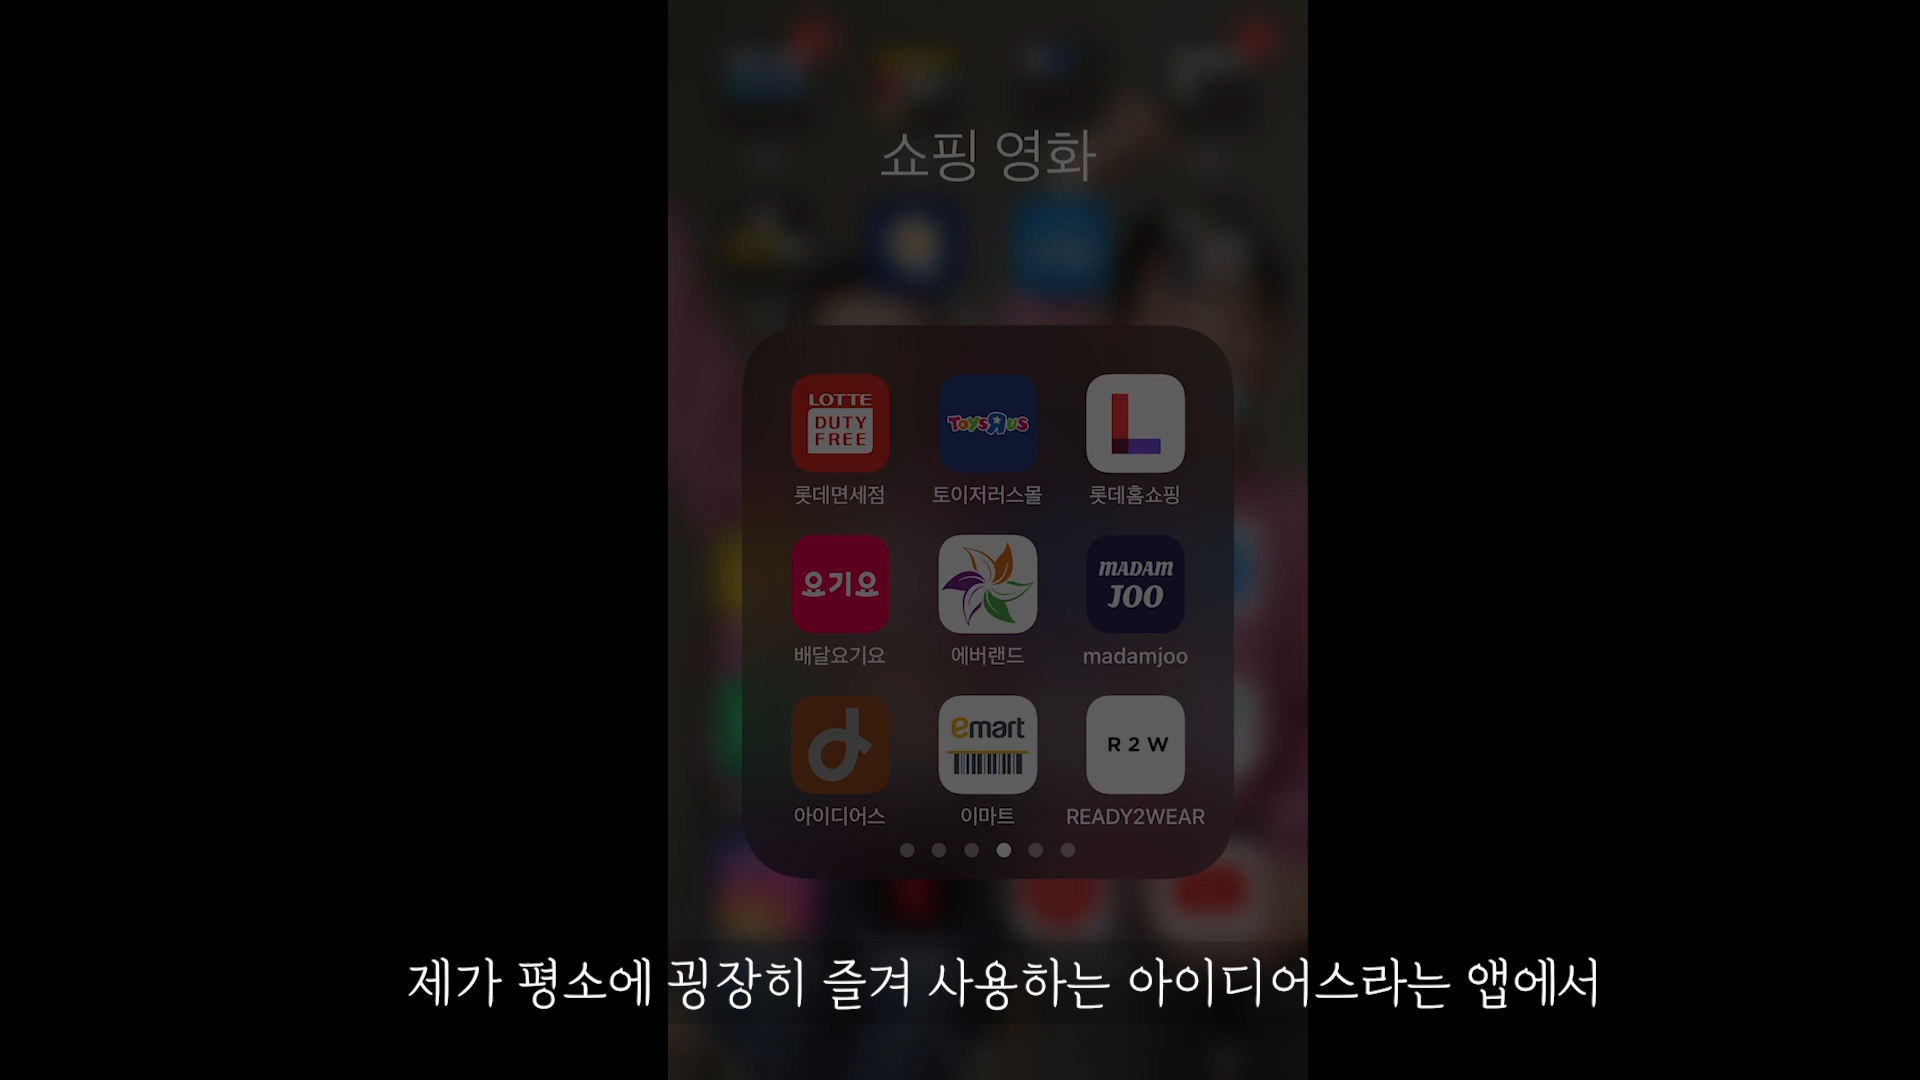 쇼핑 영화
LOTTE
DUTY
FREE
롯데면세점
ToysЯus
토이저러스몰
L
롯데홈쇼핑
요기요
배달요기요
에버랜드
MADAM
JOO
madamjoo
아이디어스
emart
이마트
R2W
READY2WEAR
제가 평소에 굉장히 즐겨 사용하는 아이디어스라는 앱에서